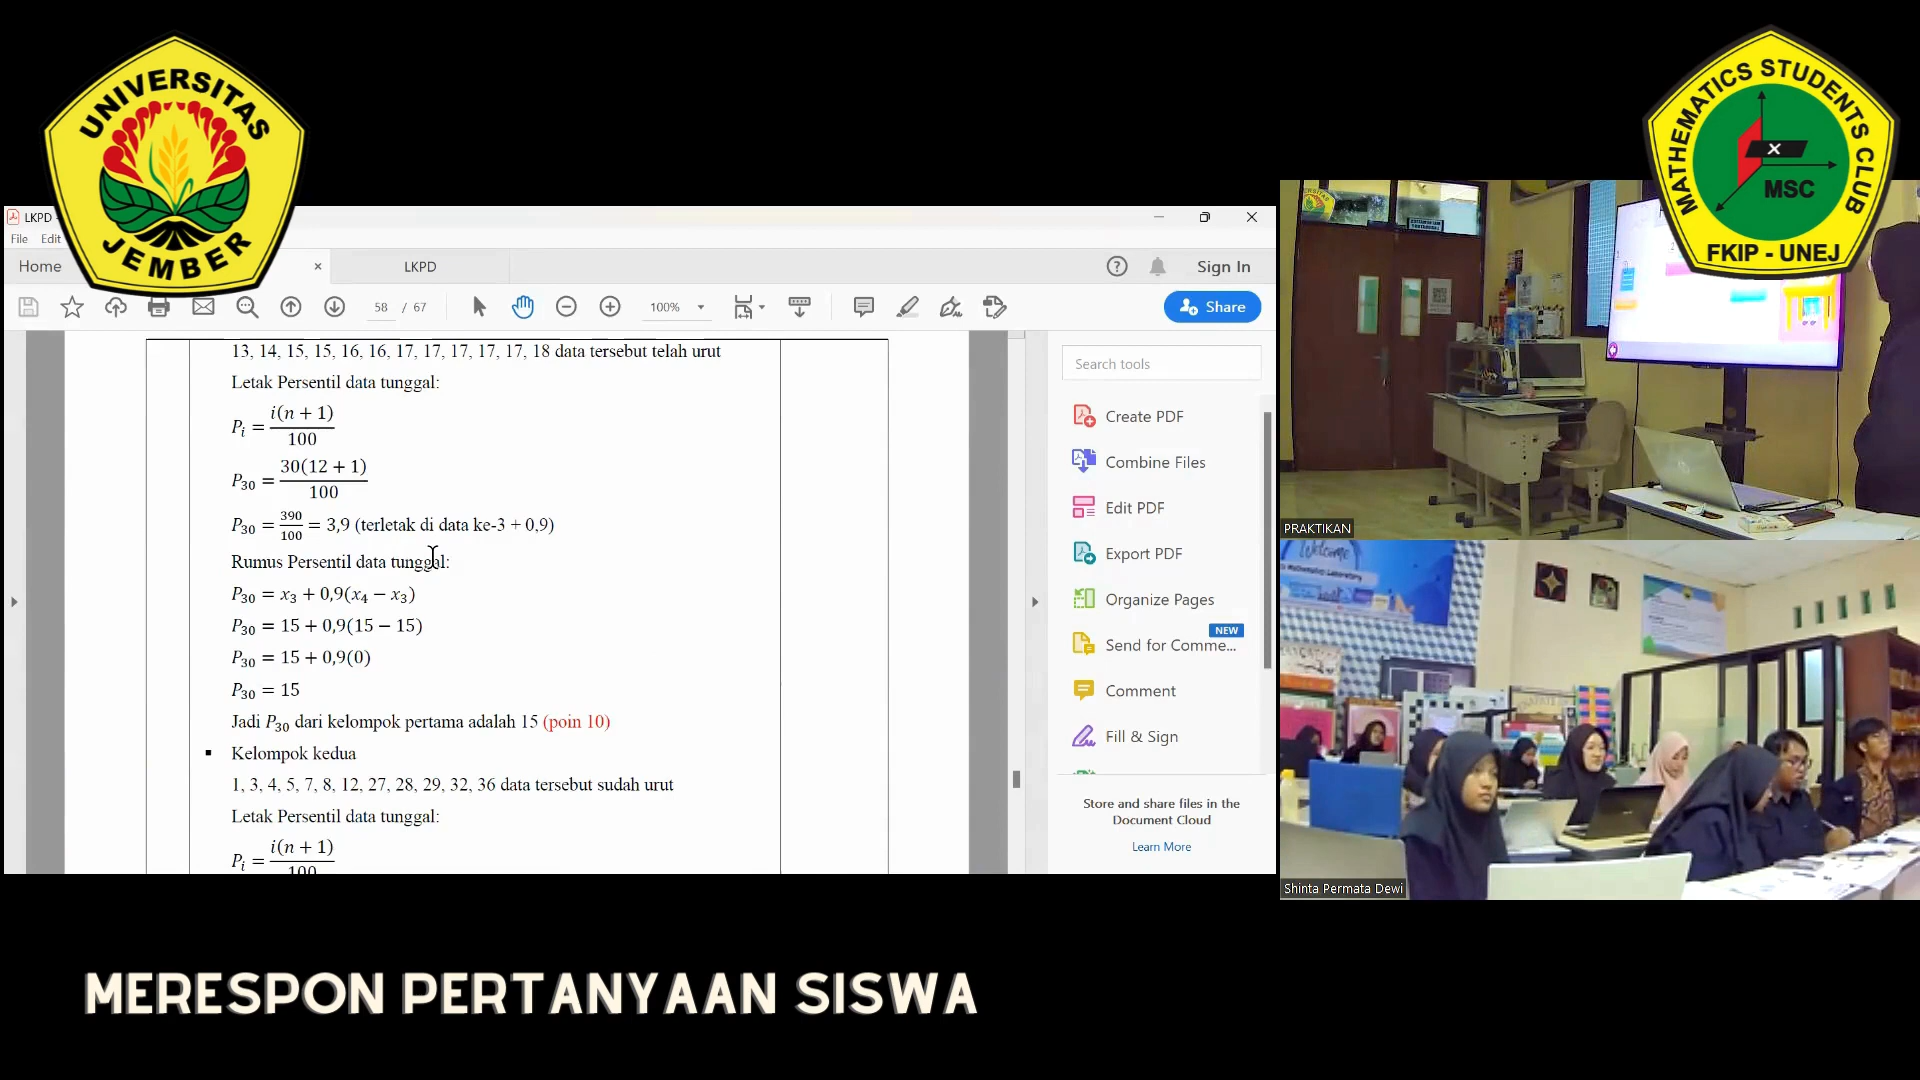 UNIVERSITAS
JEMBER
MATHEMATICS STUDENTS CLUB
MSC
FKIP - UNEJ
LKPD
File Edit
Home
LKPD
Sign In
58 / 67
100%
Share
13, 14, 15, 15, 16, 16, 17, 17, 17, 17, 17, 18 data tersebut telah urut
Letak Persentil data tunggal:
P_i = i(n + 1)/100
P_30 = 30(12 + 1)/100
P_30 = 390/100 = 3,9 (terletak di data ke-3 + 0,9)
Rumus Persentil data tunggal:
P_30 = x_3 + 0,9(x_4 − x_3)
P_30 = 15 + 0,9(15 − 15)
P_30 = 15 + 0,9(0)
P_30 = 15
Jadi P_30 dari kelompok pertama adalah 15 (poin 10)
▪ Kelompok kedua
1, 3, 4, 5, 7, 8, 12, 27, 28, 29, 32, 36 data tersebut sudah urut
Letak Persentil data tunggal:
P_i = i(n + 1)/100
Search tools
Create PDF
Combine Files
Edit PDF
Export PDF
Organize Pages
NEW
Send for Comme...
Comment
Fill & Sign
Store and share files in the
Document Cloud
Learn More
PRAKTIKAN
Welcome
Shinta Permata Dewi
MERESPON PERTANYAAN SISWA